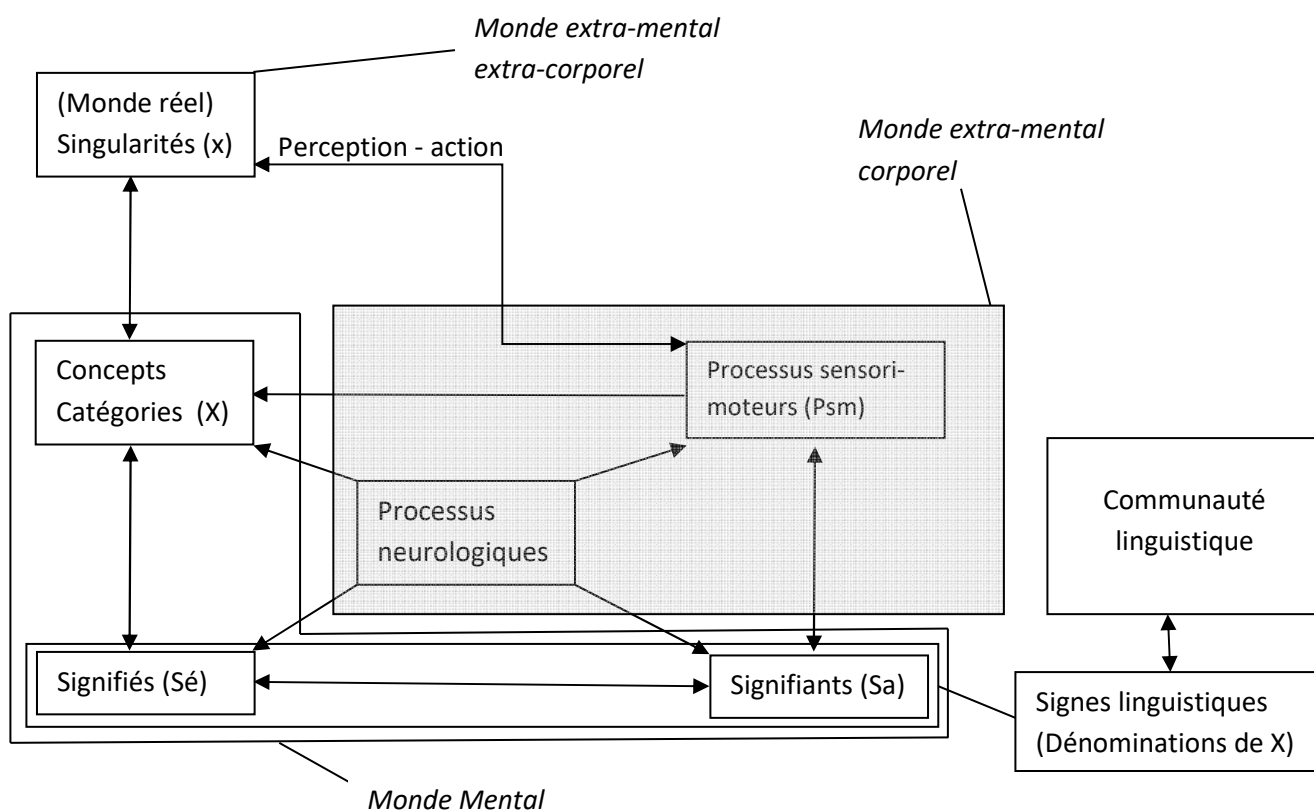 Monde extra-mental
extra-corporel
(Monde réel)
Singularités (x)
Perception - action
Monde extra-mental
corporel
Concepts
Catégories (X)
Processus sensori-
moteurs (Psm)
Processus
neurologiques
Communauté
linguistique
Signifiés (Sé)
Signifiants (Sa)
Signes linguistiques
(Dénominations de X)
Monde Mental